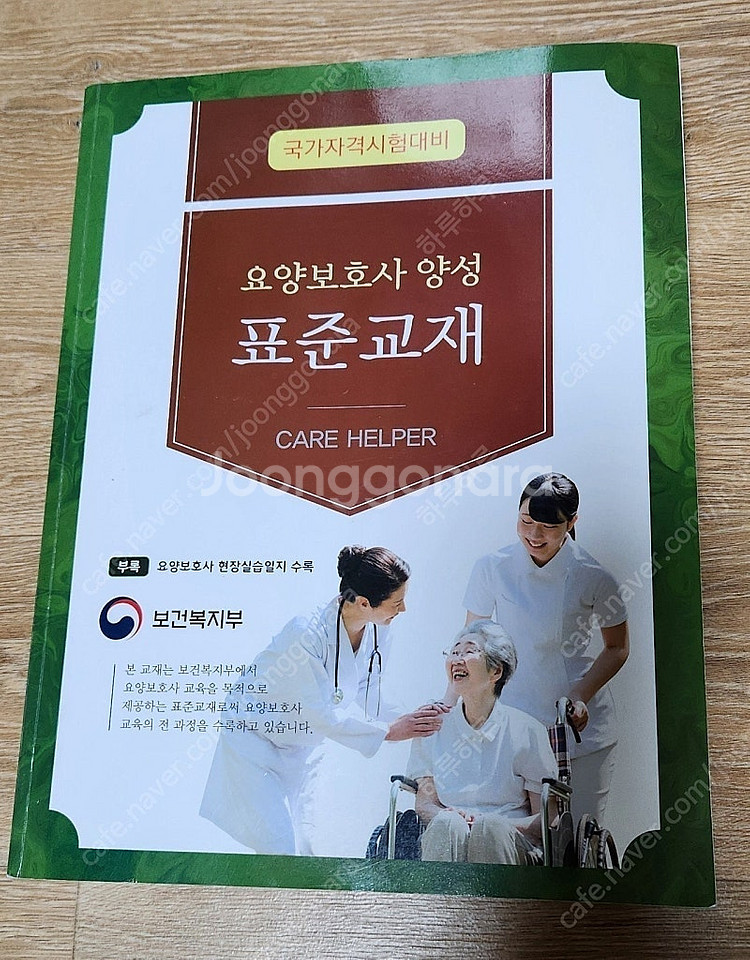 국가자격시험대비
요양보호사 양성
표준교재
CARE HELPER
Joonggonara
부록 요양보호사 현장실습일지 수록
보건복지부
본 교재는 보건복지부에서
요양보호사 교육을 목적으로
제공하는 표준교재로써 요양보호사
교육의 전 과정을 수록하고 있습니다.